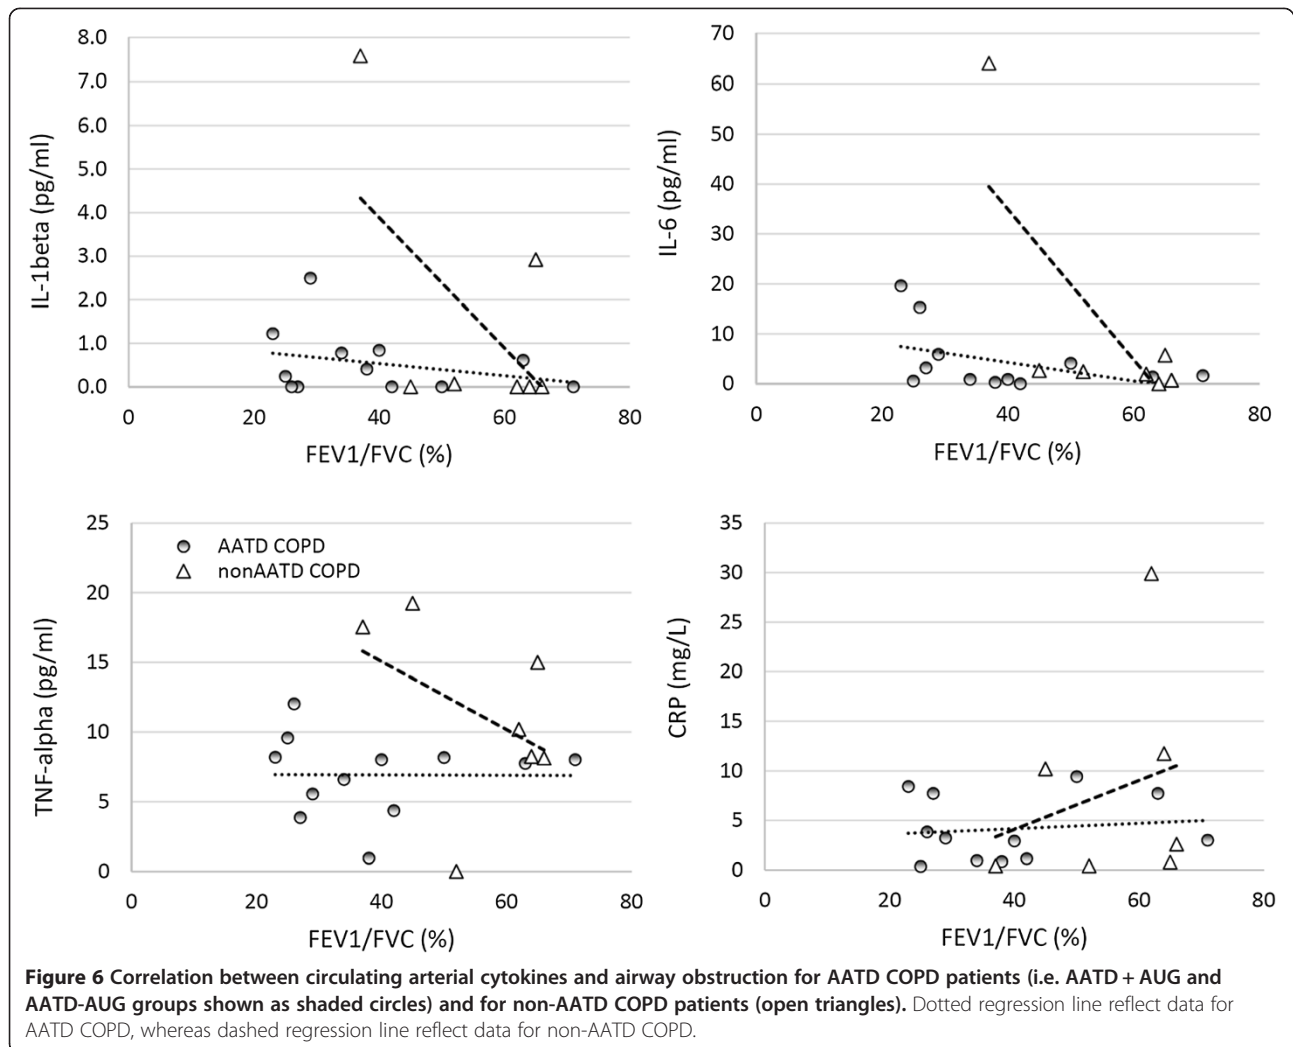 8.0
7.0
6.0
5.0
4.0
3.0
2.0
1.0
0.0
0 20 40 60 80
IL-1beta (pg/ml)
FEV1/FVC (%)
70
60
50
40
30
20
10
0
0 20 40 60 80
IL-6 (pg/ml)
FEV1/FVC (%)
25
20
15
10
5
0
0 20 40 60 80
TNF-alpha (pg/ml)
AATD COPD
nonAATD COPD
FEV1/FVC (%)
35
30
25
20
15
10
5
0
0 20 40 60 80
CRP (mg/L)
FEV1/FVC (%)
Figure 6 Correlation between circulating arterial cytokines and airway obstruction for AATD COPD patients (i.e. AATD + AUG and
AATD-AUG groups shown as shaded circles) and for non-AATD COPD patients (open triangles). Dotted regression line reflect data for
AATD COPD, whereas dashed regression line reflect data for non-AATD COPD.